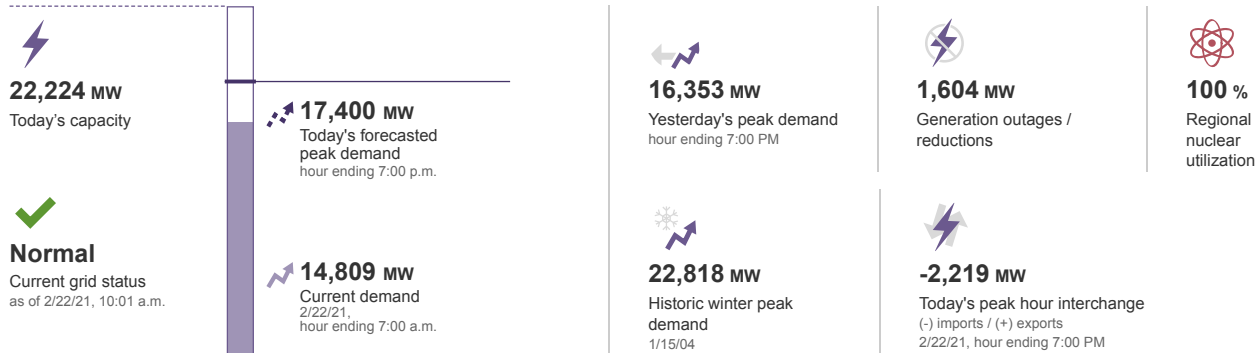 22,224 MW
Today's capacity
Normal
Current grid status
as of 2/22/21, 10:01 a.m.
17,400 MW
Today's forecasted
peak demand
hour ending 7:00 p.m.
14,809 MW
Current demand
2/22/21,
hour ending 7:00 a.m.
16,353 MW
Yesterday's peak demand
hour ending 7:00 PM
1,604 MW
Generation outages /
reductions
100 %
Regional
nuclear
utilization
22,818 MW
Historic winter peak
demand
1/15/04
-2,219 MW
Today's peak hour interchange
(-) imports / (+) exports
2/22/21, hour ending 7:00 PM